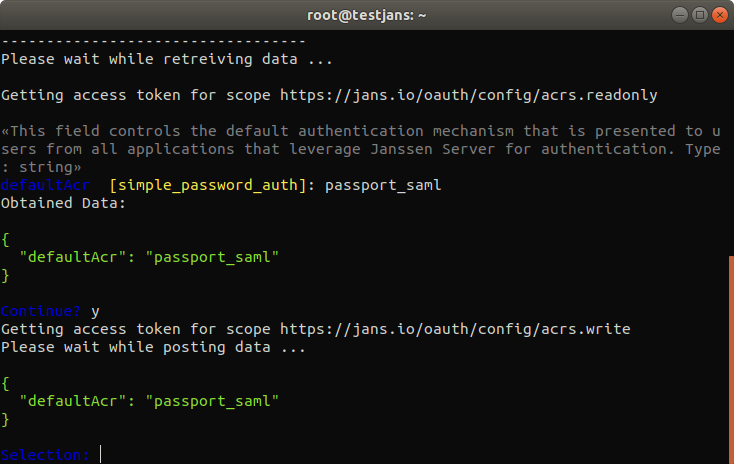 root@testjans: ~
----------------------------------
Please wait while retreiving data ...
Getting access token for scope https://jans.io/oauth/config/acrs.readonly
«This field controls the default authentication mechanism that is presented to u
sers from all applications that leverage Janssen Server for authentication. Type
: string»
defaultAcr  [simple_password_auth]: passport_saml
Obtained Data:
{
  "defaultAcr": "passport_saml"
}
Continue? y
Getting access token for scope https://jans.io/oauth/config/acrs.write
Please wait while posting data ...
{
  "defaultAcr": "passport_saml"
}
Selection: